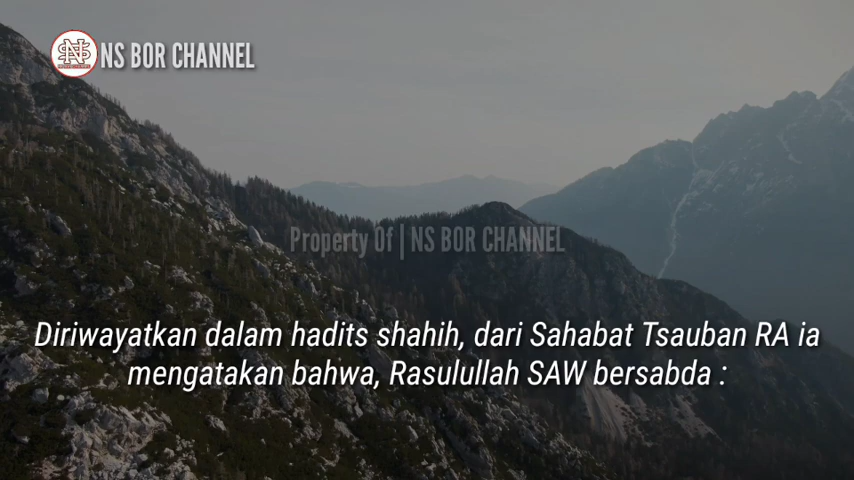 NS BOR CHANNEL
Property Of | NS BOR CHANNEL
Diriwayatkan dalam hadits shahih, dari Sahabat Tsauban RA ia
mengatakan bahwa, Rasulullah SAW bersabda :